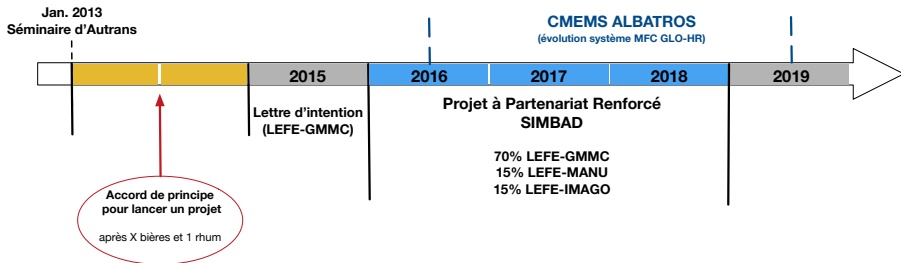 Jan. 2013
Séminaire d'Autrans
CMEMS ALBATROS
(évolution système MFC GLO-HR)
2015
2016
2017
2018
2019
Lettre d'intention
(LEFE-GMMC)
Projet à Partenariat Renforcé
SIMBAD
70% LEFE-GMMC
15% LEFE-MANU
15% LEFE-IMAGO
Accord de principe
pour lancer un projet
après X bières et 1 rhum